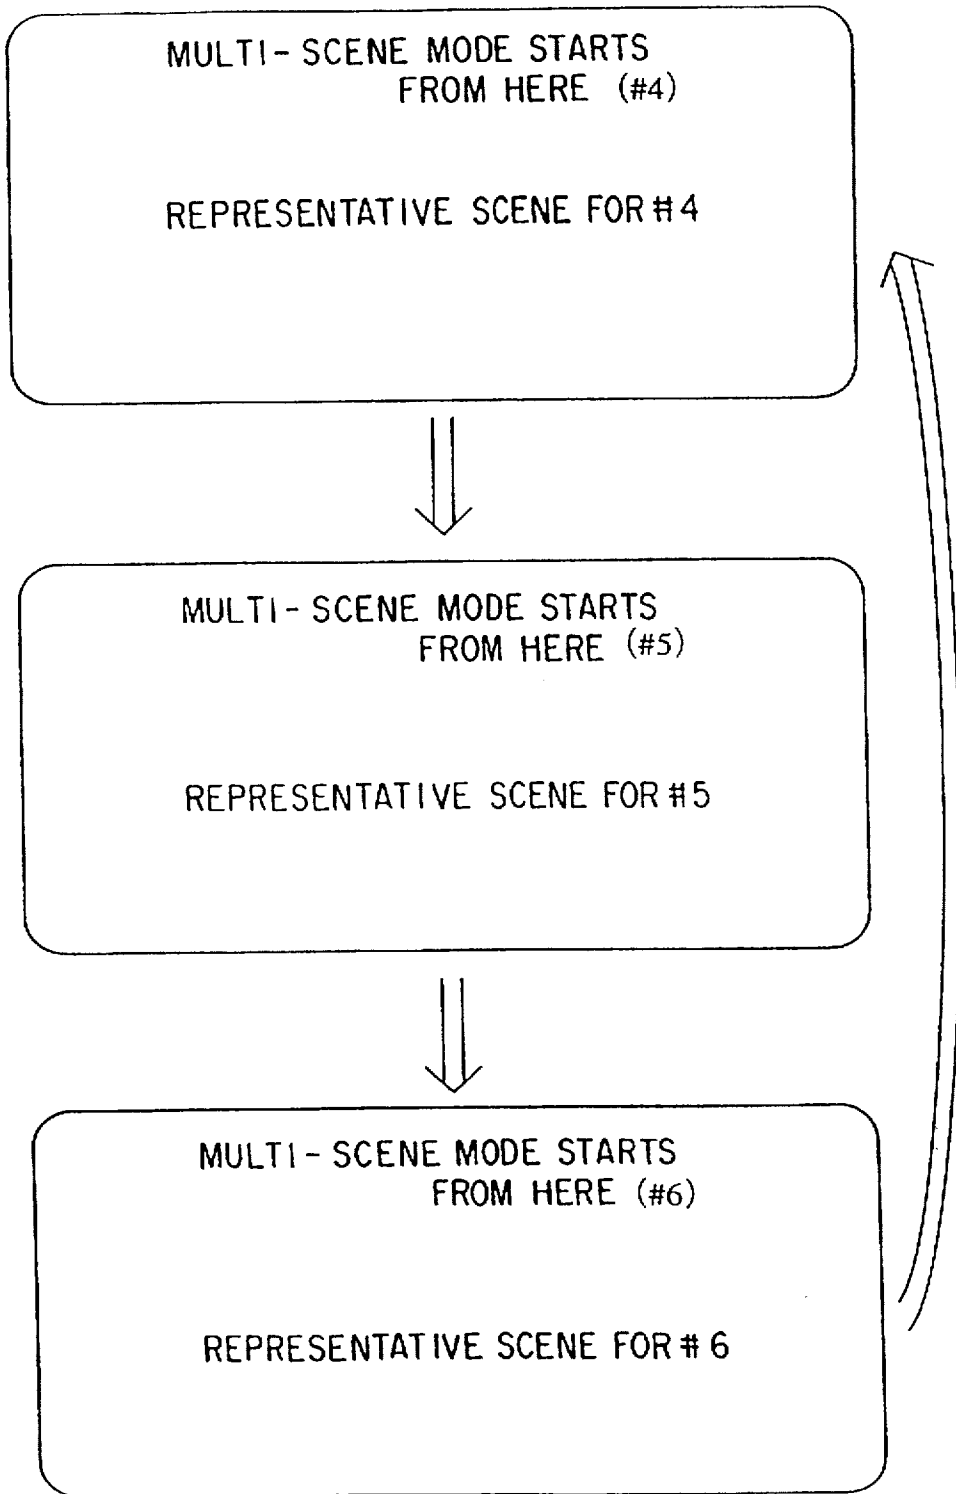 MULTI-SCENE MODE STARTS
FROM HERE (#4)
REPRESENTATIVE SCENE FOR #4
MULTI-SCENE MODE STARTS
FROM HERE (#5)
REPRESENTATIVE SCENE FOR #5
MULTI-SCENE MODE STARTS
FROM HERE (#6)
REPRESENTATIVE SCENE FOR #6